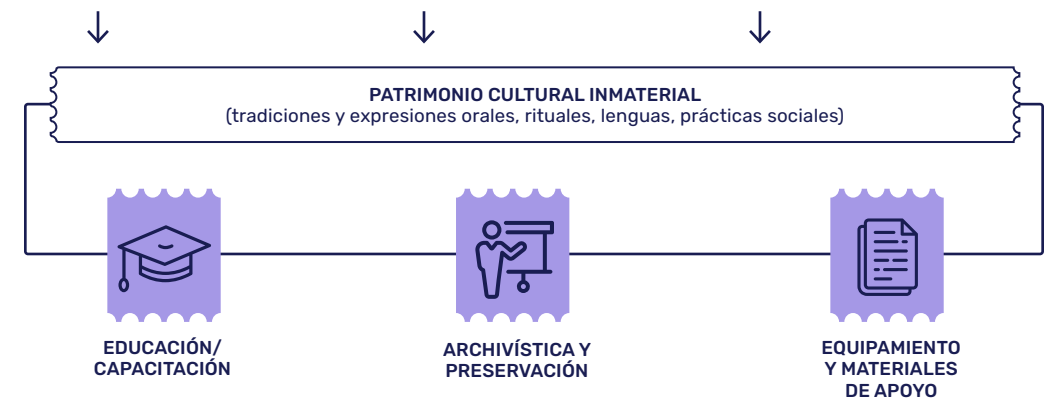 PATRIMONIO CULTURAL INMATERIAL
(tradiciones y expresiones orales, rituales, lenguas, prácticas sociales)
EDUCACIÓN/
CAPACITACIÓN
ARCHIVÍSTICA Y
PRESERVACIÓN
EQUIPAMIENTO
Y MATERIALES
DE APOYO